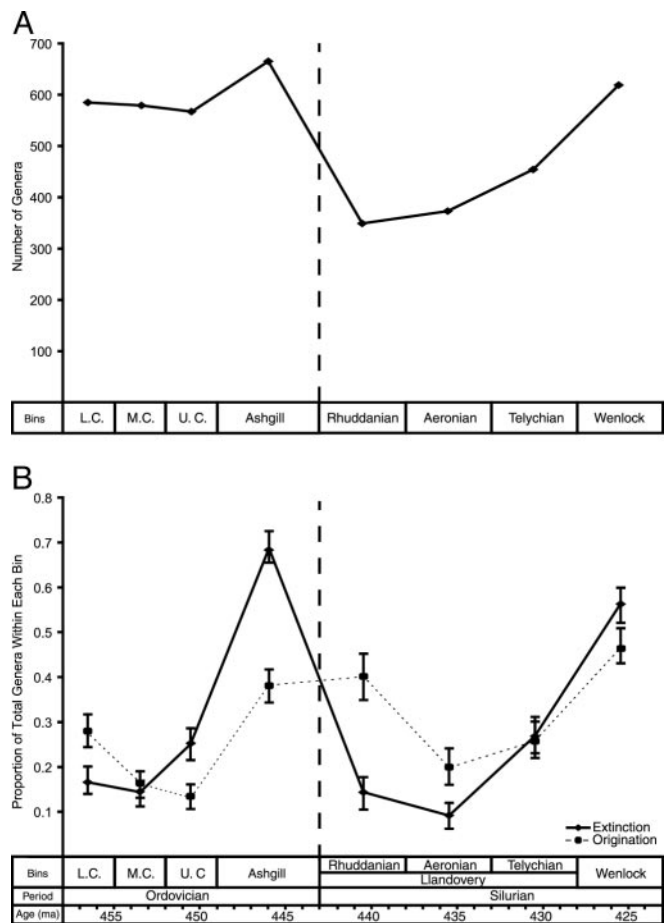 A
700
600
500
400
300
200
100
Number of Genera
Bins L.C. M.C. U. C. Ashgill Rhuddanian Aeronian Telychian Wenlock
B
0.8
0.7
0.6
0.5
0.4
0.3
0.2
0.1
Proportion of Total Genera Within Each Bin
Extinction
Origination
Bins L.C. M.C. U. C Ashgill Rhuddanian Aeronian Telychian Wenlock
Llandovery
Period Ordovician Silurian
Age (ma) 455 450 445 440 435 430 425